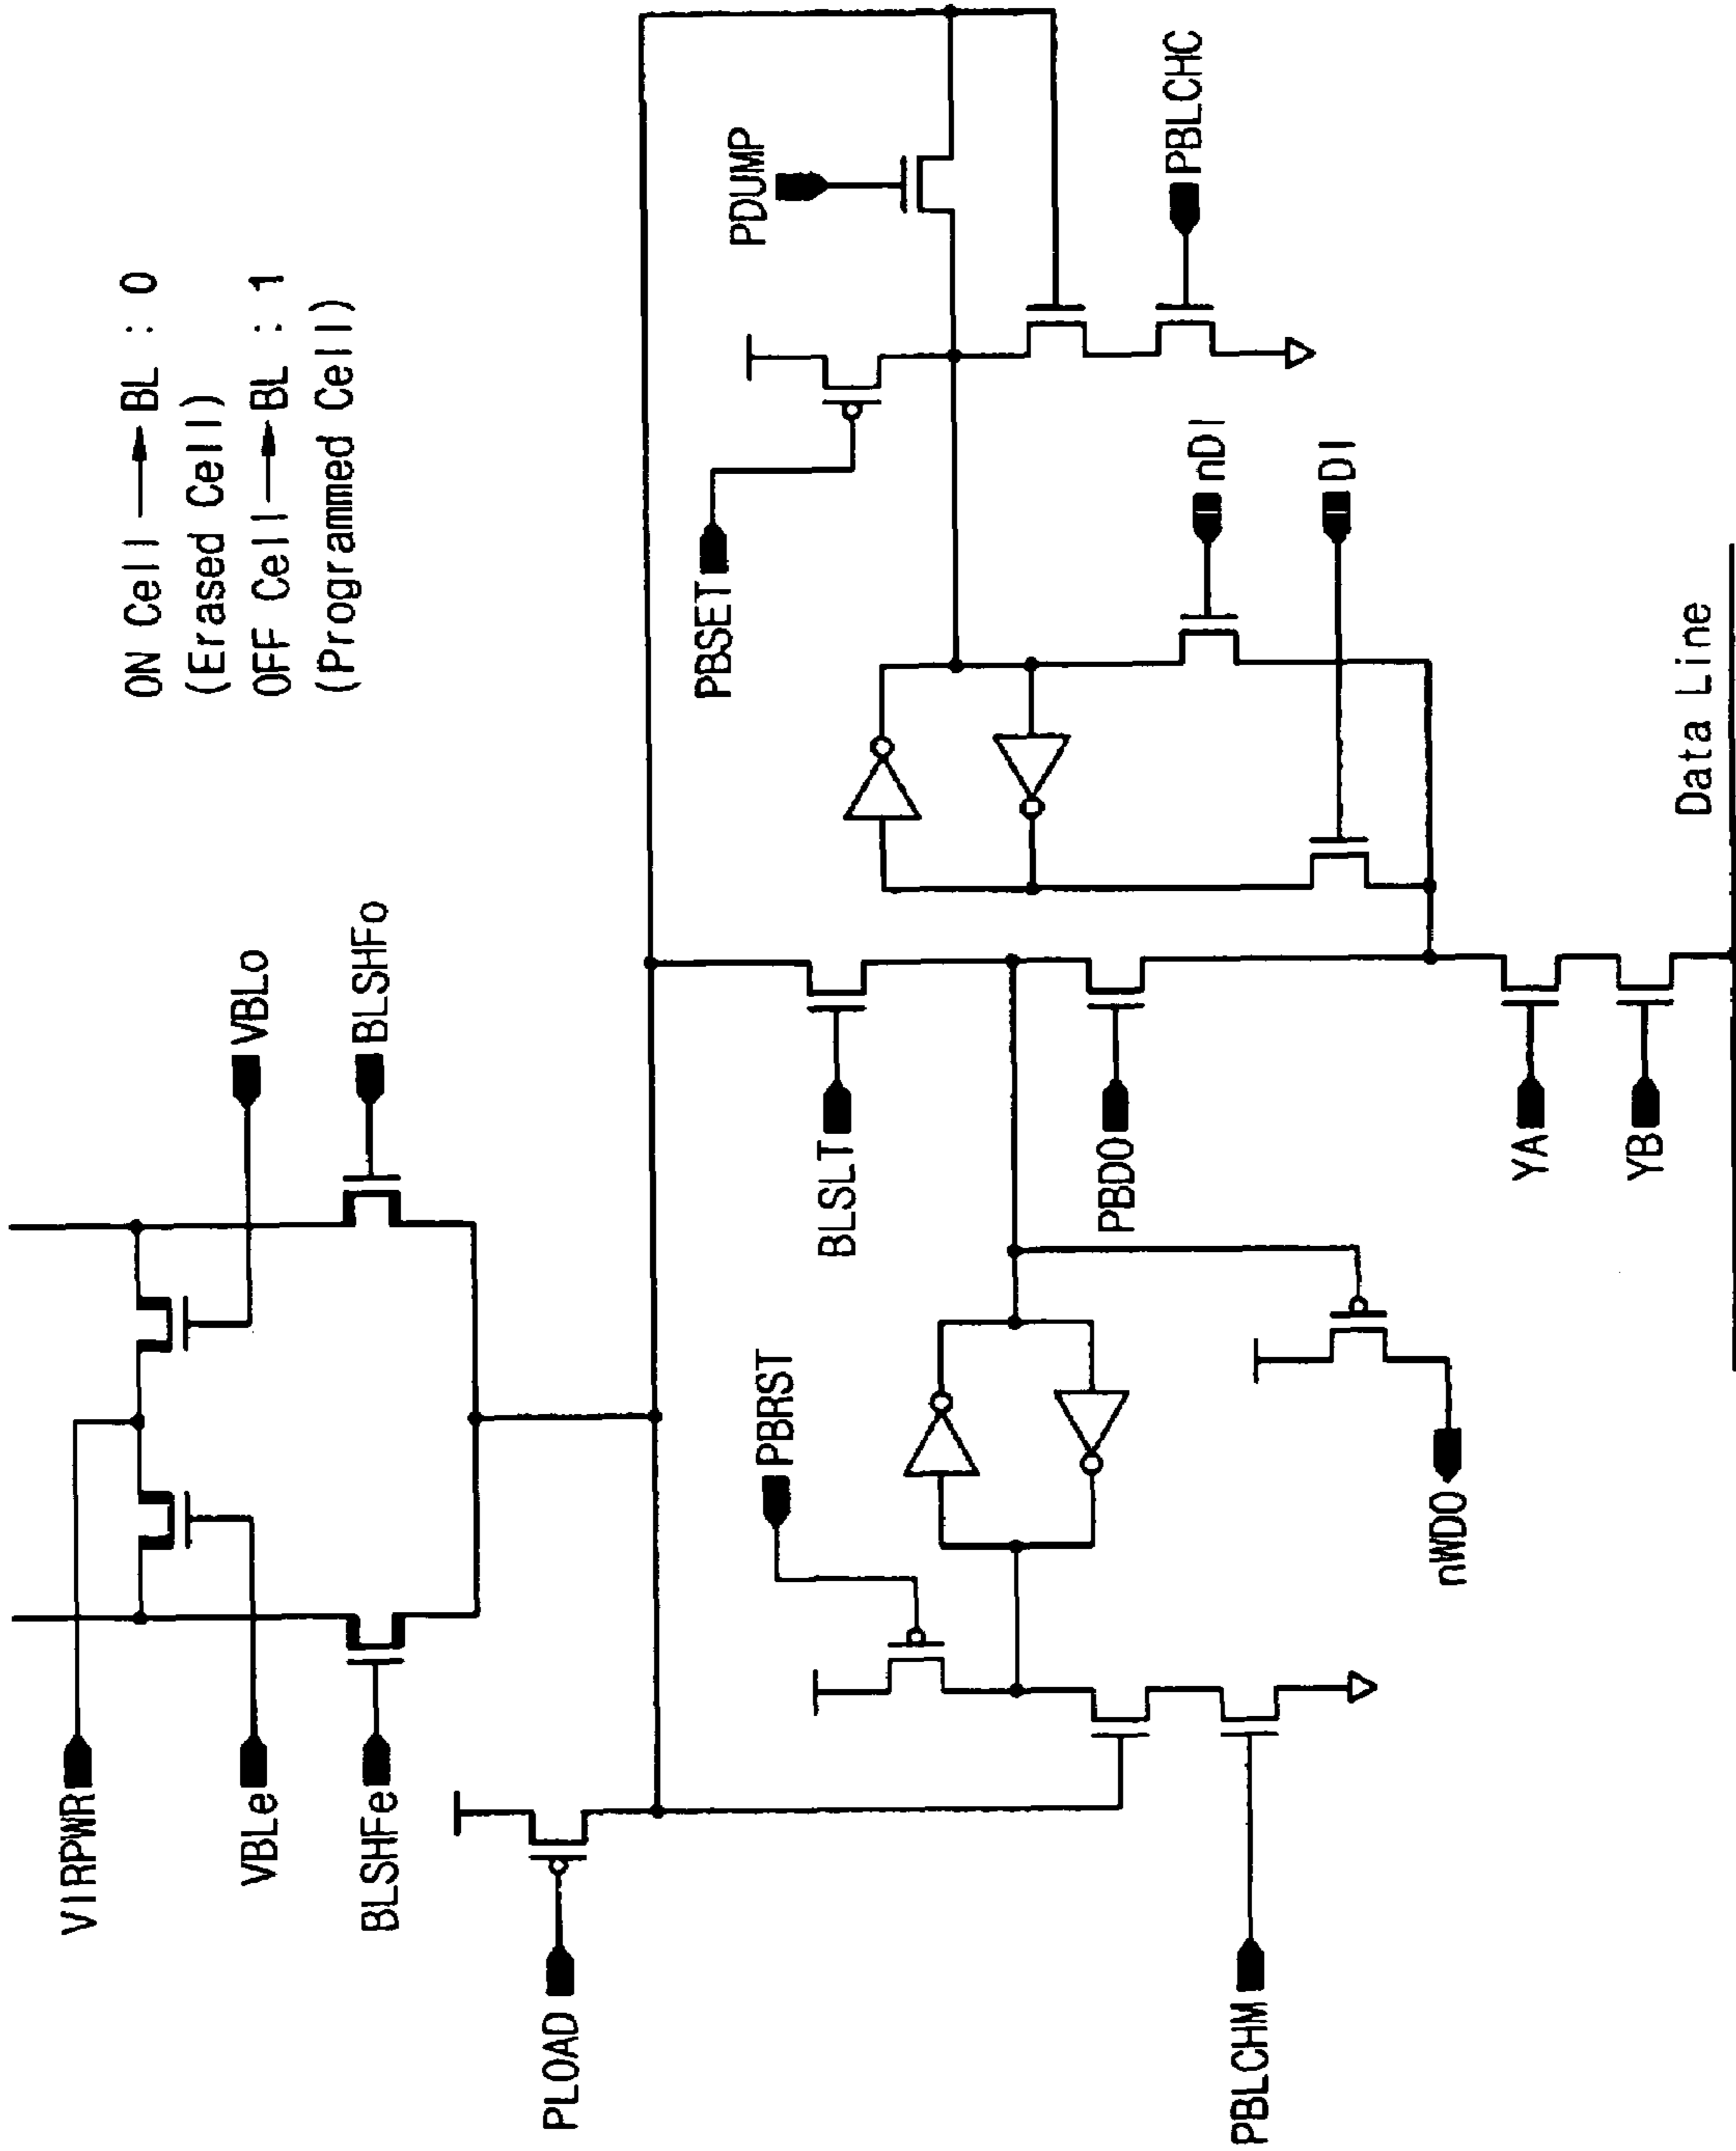 VIRPWR
VBLe
BLSHFe
VBLo
BLSHFo
ON Cell → BL : 0
(Erased Cell)
OFF Cell → BL : 1
(Programmed Cell)
PLOAD
PBRST
PBLCHM
nWDO
BLSLT
PBDO
YA
YB
PBSET
PDUMP
PBLCHC
nDI
DI
Data Line